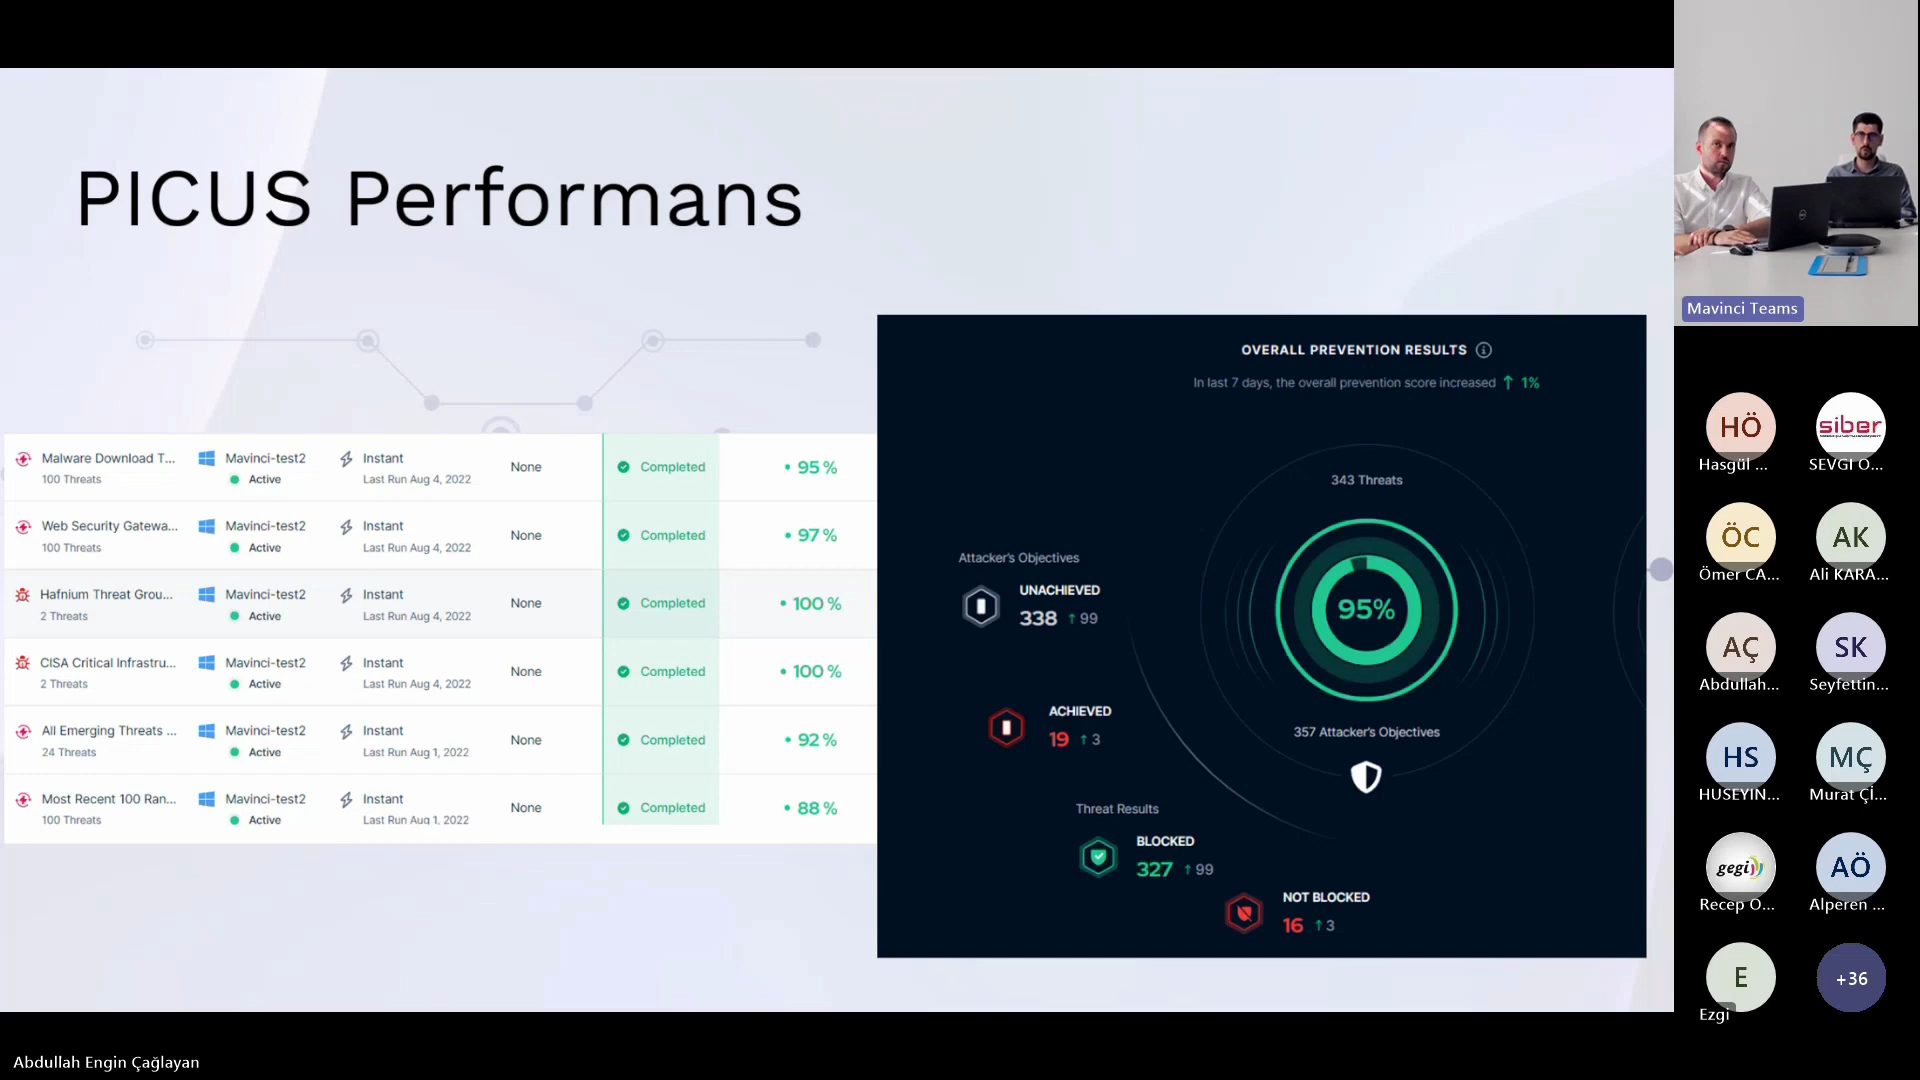 PICUS Performans
Malware Download T...
100 Threats
Mavinci-test2
Active
Instant
Last Run Aug 4, 2022
None
Completed
95%
Web Security Gatewa...
100 Threats
Mavinci-test2
Active
Instant
Last Run Aug 4, 2022
None
Completed
97%
Hafnium Threat Grou...
2 Threats
Mavinci-test2
Active
Instant
Last Run Aug 4, 2022
None
Completed
100%
CISA Critical Infrastru...
2 Threats
Mavinci-test2
Active
Instant
Last Run Aug 4, 2022
None
Completed
100%
All Emerging Threats ...
24 Threats
Mavinci-test2
Active
Instant
Last Run Aug 1, 2022
None
Completed
92%
Most Recent 100 Ran...
100 Threats
Mavinci-test2
Active
Instant
Last Run Aug 1, 2022
None
Completed
88%
OVERALL PREVENTION RESULTS
In last 7 days, the overall prevention score increased ↑ 1%
343 Threats
95%
357 Attacker's Objectives
Attacker's Objectives
UNACHIEVED
338 ↑ 99
ACHIEVED
19 ↑ 3
Threat Results
BLOCKED
327 ↑ 99
NOT BLOCKED
16 ↑ 3
Mavinci Teams
HÖ
Hasgül ...
siber
SEVGI O...
ÖC
Ömer CA...
AK
Ali KARA...
AÇ
Abdullah...
SK
Seyfettin...
HS
HUSEYIN...
MÇ
Murat Çİ...
gegi
Recep O...
AÖ
Alperen ...
E
Ezgi
+36
Abdullah Engin Çağlayan